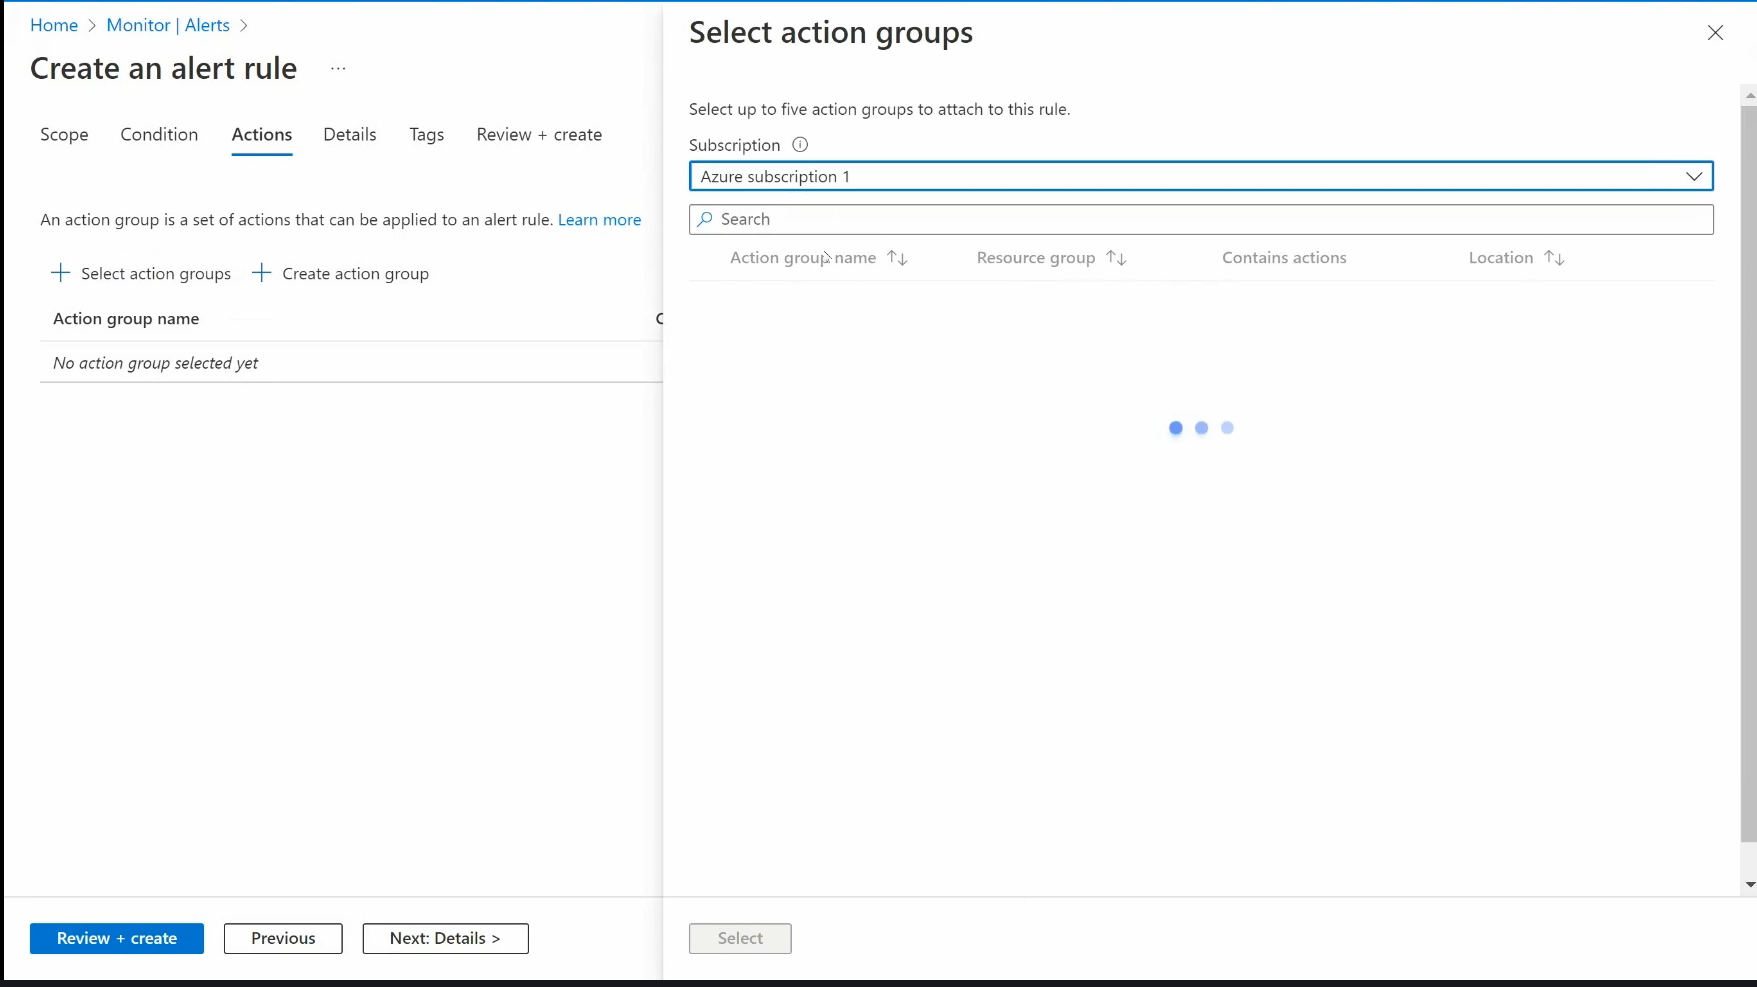 Home > Monitor | Alerts >
Create an alert rule ...
Scope Condition Actions Details Tags Review + create
An action group is a set of actions that can be applied to an alert rule. Learn more
+ Select action groups + Create action group
Action group name
No action group selected yet
Review + create Previous Next: Details >
Select action groups
Select up to five action groups to attach to this rule.
Subscription
Azure subscription 1
Search
Action group name Resource group Contains actions Location
Select